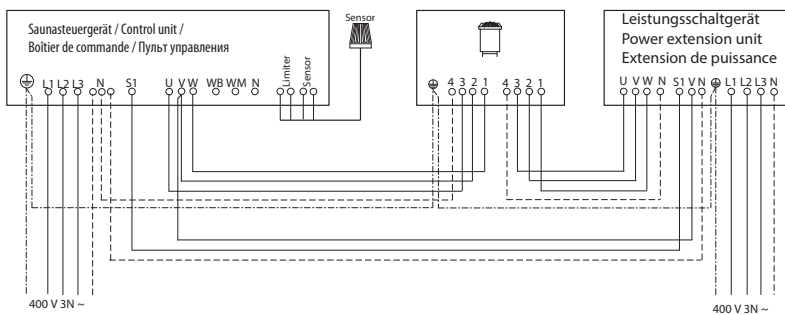 Saunasteuergerät / Control unit /
Boîtier de commande / Пульт управления
L1 L2 L3 N S1 U V W WB WM N Limiter Sensor
Sensor
4 3 2 1 4 3 2 1
Leistungsschaltgerät
Power extension unit
Extension de puissance
U V W N S1 V N L1 L2 L3 N
400 V 3N ~
400 V 3N ~